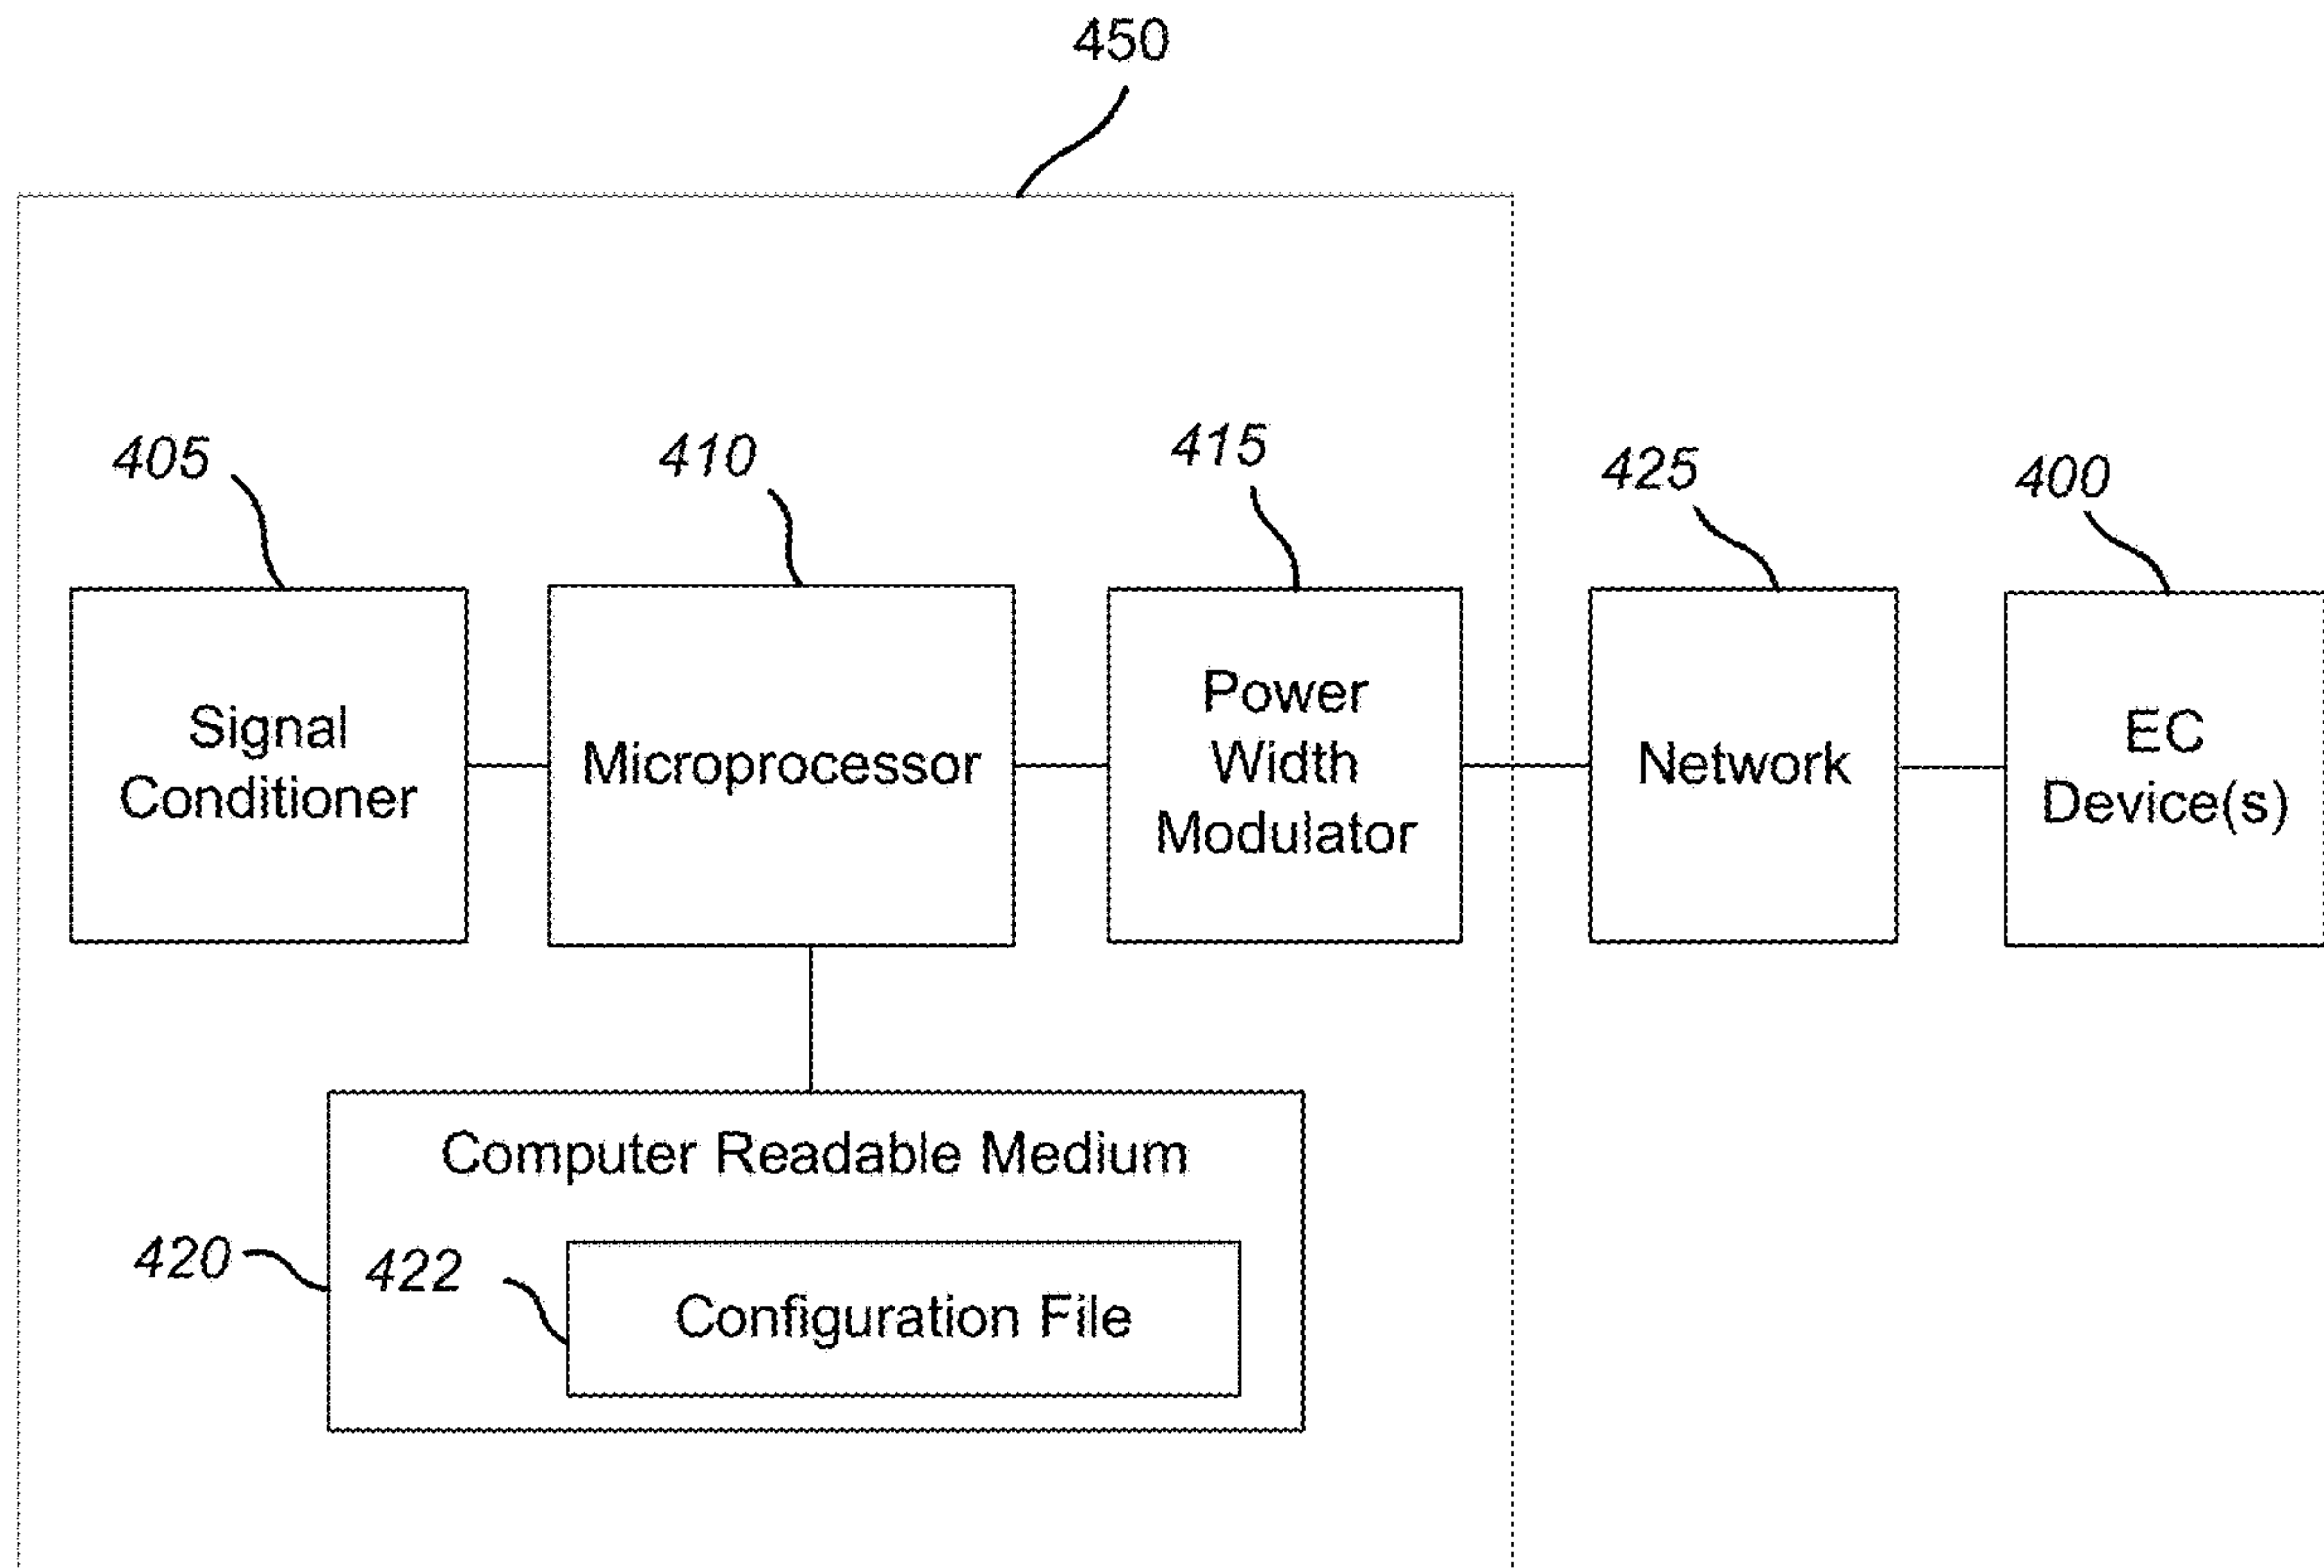 450
405
410
415
425
400
Signal
Conditioner
Microprocessor
Power
Width
Modulator
Network
EC
Device(s)
Computer Readable Medium
420
422
Configuration File